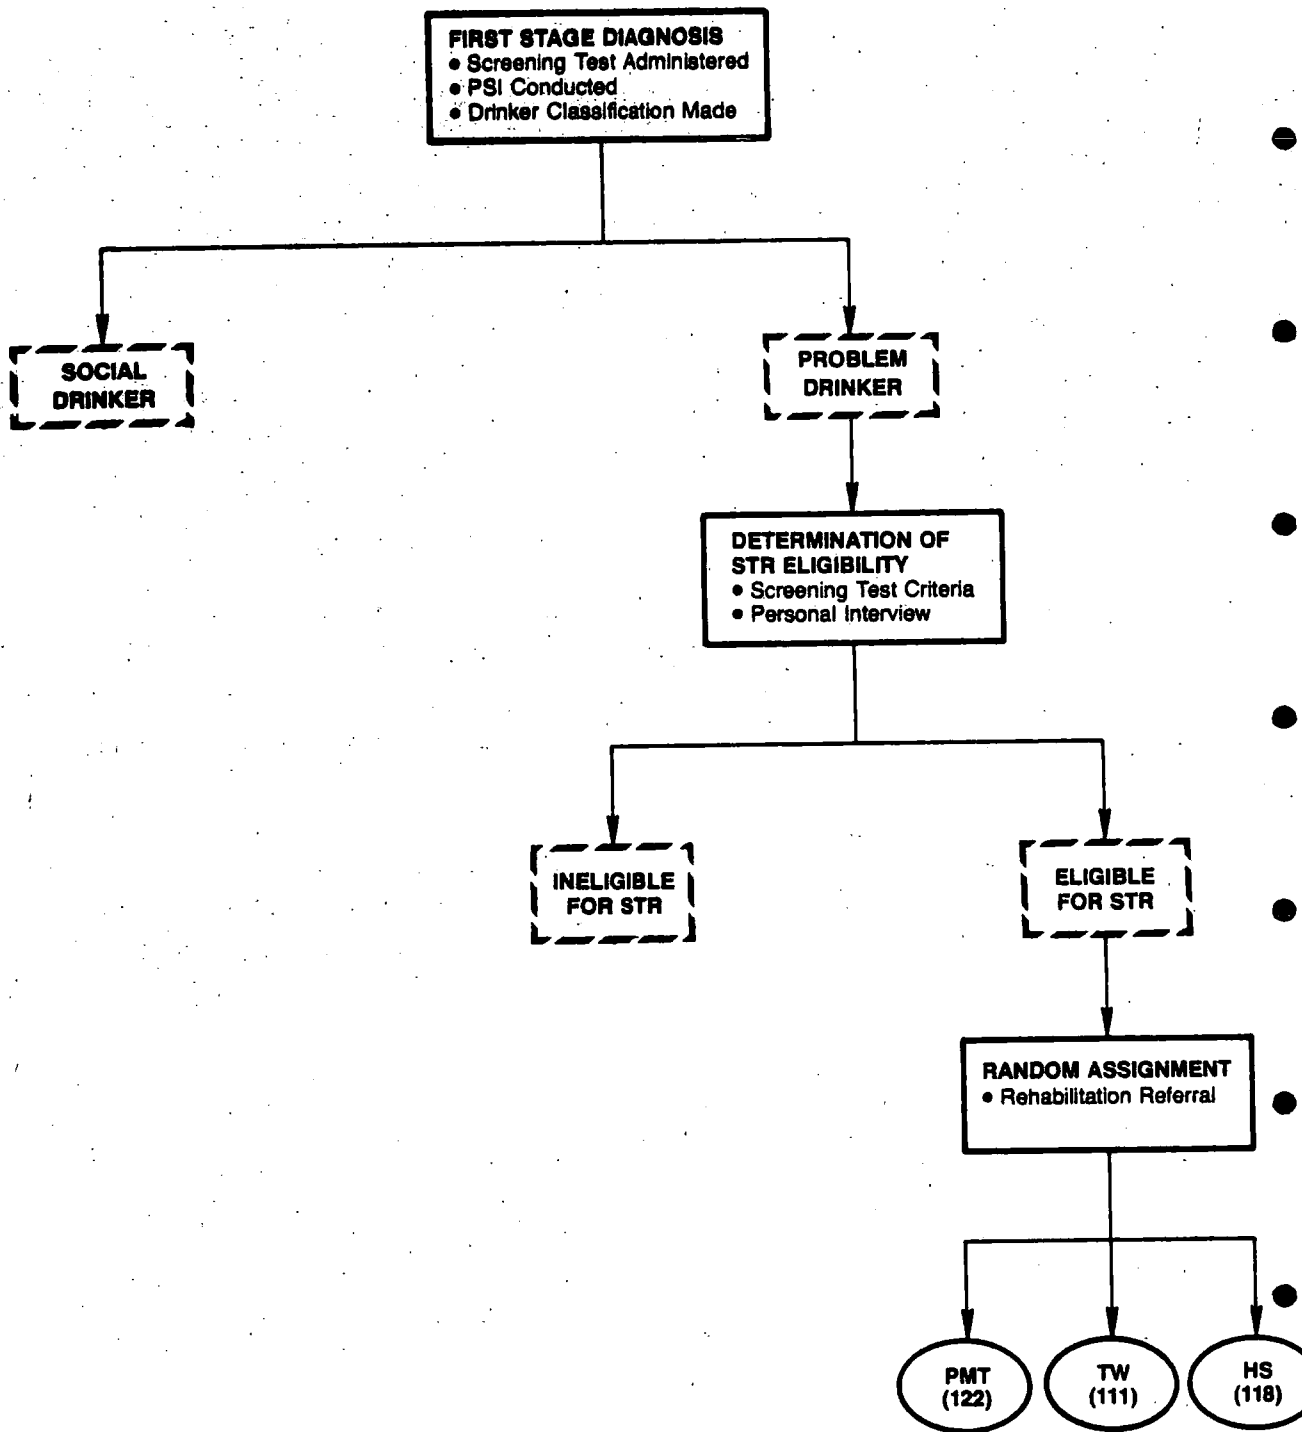 FIRST STAGE DIAGNOSIS
• Screening Test Administered
• PSI Conducted
• Drinker Classification Made
SOCIAL
DRINKER
PROBLEM
DRINKER
DETERMINATION OF
STR ELIGIBILITY
• Screening Test Criteria
• Personal Interview
INELIGIBLE
FOR STR
ELIGIBLE
FOR STR
RANDOM ASSIGNMENT
• Rehabilitation Referral
PMT
(122)
TW
(111)
HS
(118)